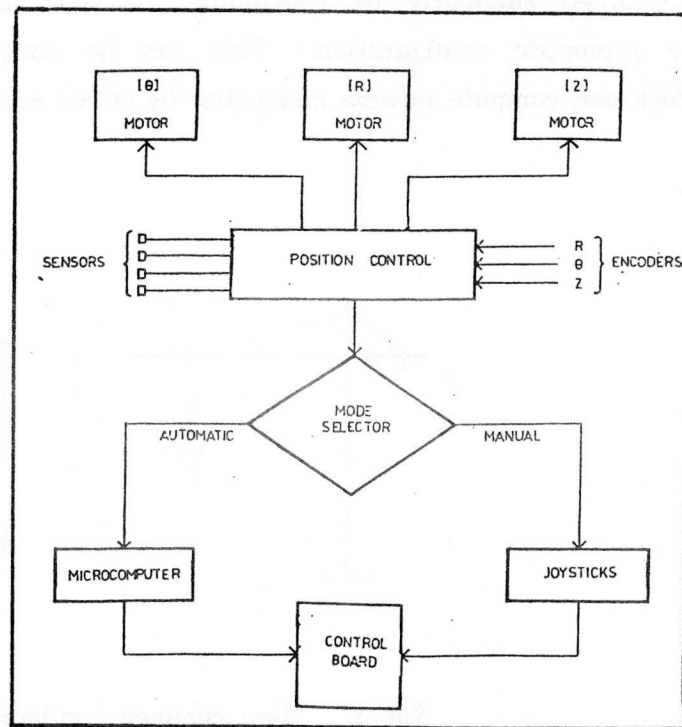 [θ]
MOTOR
[R]
MOTOR
[Z]
MOTOR
SENSORS
POSITION CONTROL
R
θ
Z
ENCODERS
MODE
SELECTOR
AUTOMATIC
MANUAL
MICROCOMPUTER
JOYSTICKS
CONTROL
BOARD